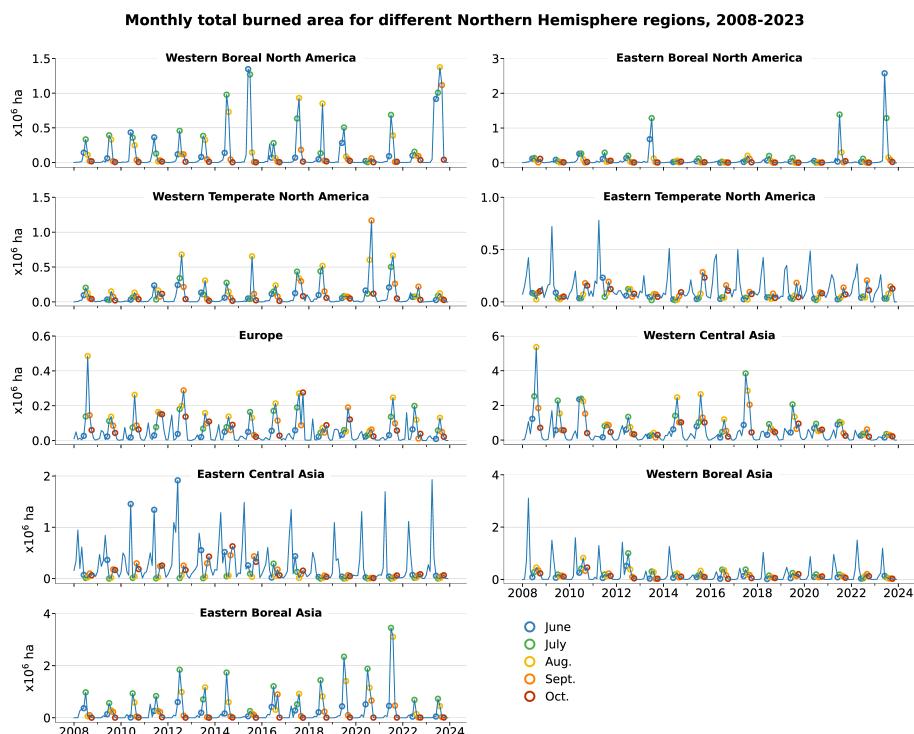 Monthly total burned area for different Northern Hemisphere regions, 2008-2023
Western Boreal North America
1.5
1.0
0.5
0.0
x10⁶ ha
Eastern Boreal North America
3
2
1
0
Western Temperate North America
1.5
1.0
0.5
0.0
x10⁶ ha
Eastern Temperate North America
1.0
0.5
0.0
Europe
0.6
0.4
0.2
0.0
x10⁶ ha
Western Central Asia
6
4
2
0
Eastern Central Asia
2
1
0
x10⁶ ha
Western Boreal Asia
4
2
0
2008 2010 2012 2014 2016 2018 2020 2022 2024
Eastern Boreal Asia
4
2
0
x10⁶ ha
2008 2010 2012 2014 2016 2018 2020 2022 2024
June
July
Aug.
Sept.
Oct.